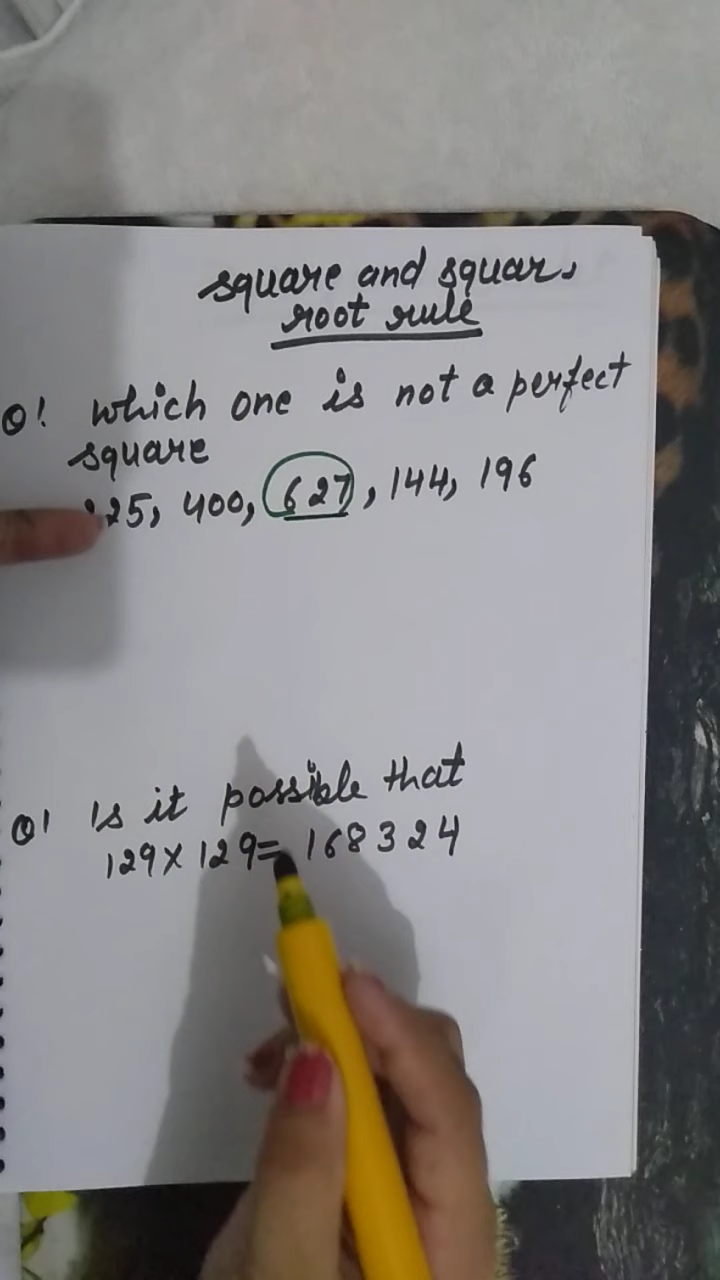 square and squar
root rule
Q! which one is not a perfect
square
25, 400, 627, 144, 196
Q! Is it possible that
129 x 129 = 168324